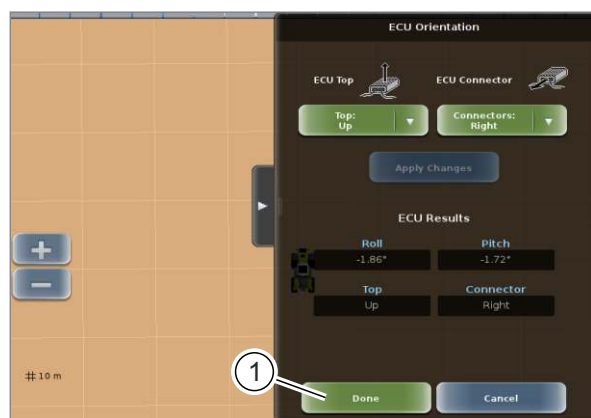 ECU Orientation
ECU Top
ECU Connector
Top:
Up
Connectors:
Right
Apply Changes
ECU Results
Roll
Pitch
-1.86°
-1.72°
Top
Connector
Up
Right
10 m
1
Done
Cancel